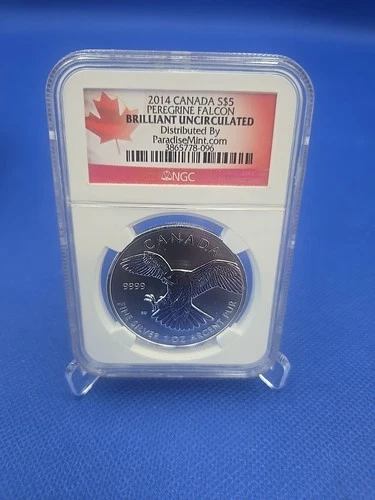 2014 CANADA S$5
PEREGRINE FALCON
BRILLIANT UNCIRCULATED
Distributed By
ParadiseMint.com
3865778-096
NGC
CANADA
9999
FINE SILVER 1 OZ ARGENT PUR